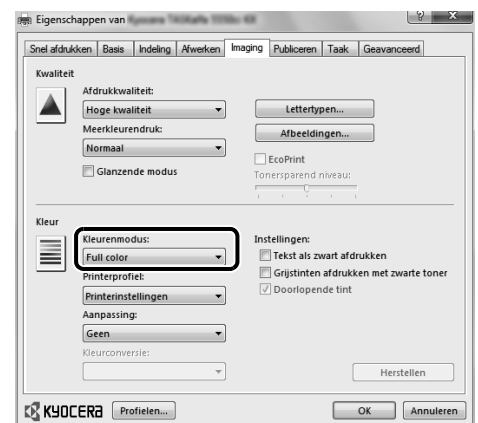 Eigenschappen van
Snel afdrukken Basis Indeling Afwerken Imaging Publiceren Taak Geavanceerd
Kwaliteit
Afdrukkwaliteit:
Hoge kwaliteit
Lettertypen...
Meerkleurendruk:
Afbeeldingen...
Normaal
EcoPrint
Glanzende modus
Tonersparend niveau:
Kleur
Kleurenmodus:
Instellingen:
Full color
Tekst als zwart afdrukken
Printerprofiel:
Grijstinten afdrukken met zwarte toner
Printerinstellingen
Doorlopende tint
Aanpassing:
Geen
Kleurconversie:
Herstellen
KYOCERA Profielen... OK Annuleren